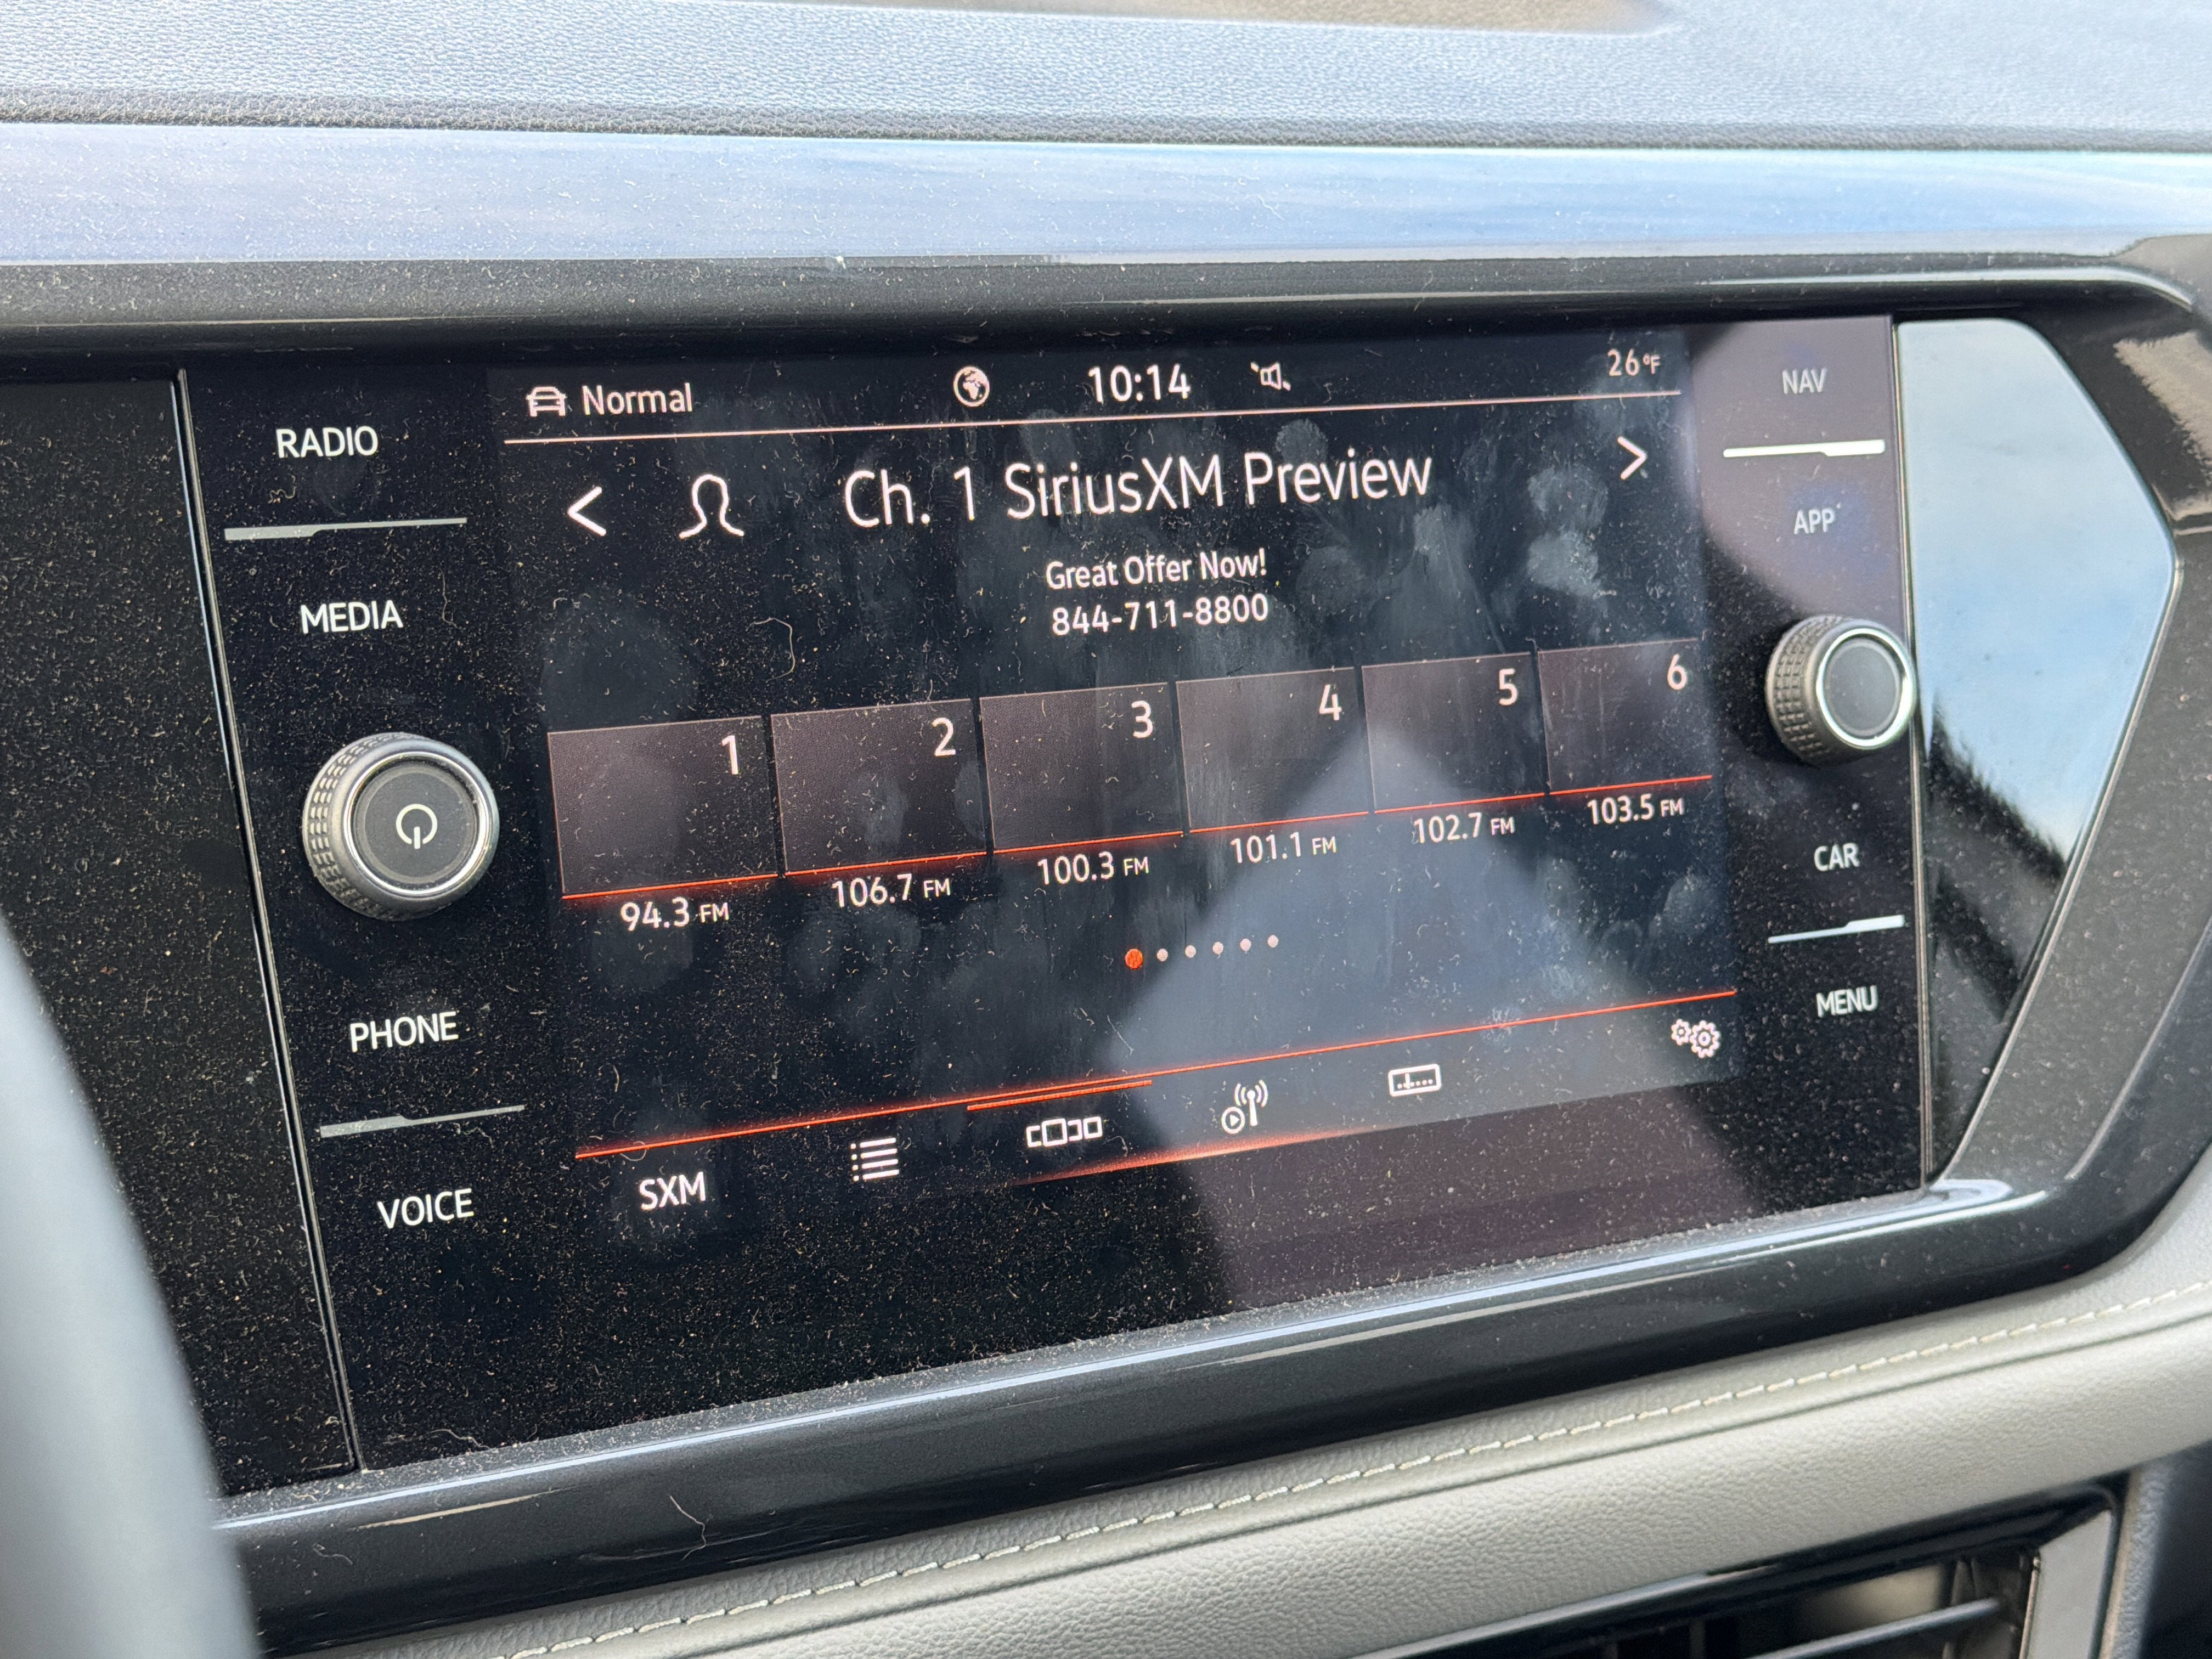 Normal
10:14
26°F
RADIO
MEDIA
PHONE
VOICE
< Ch. 1 SiriusXM Preview >
Great Offer Now!
844-711-8800
1
2
3
4
5
6
94.3 FM
106.7 FM
100.3 FM
101.1 FM
102.7 FM
103.5 FM
SXM
NAV
APP
CAR
MENU